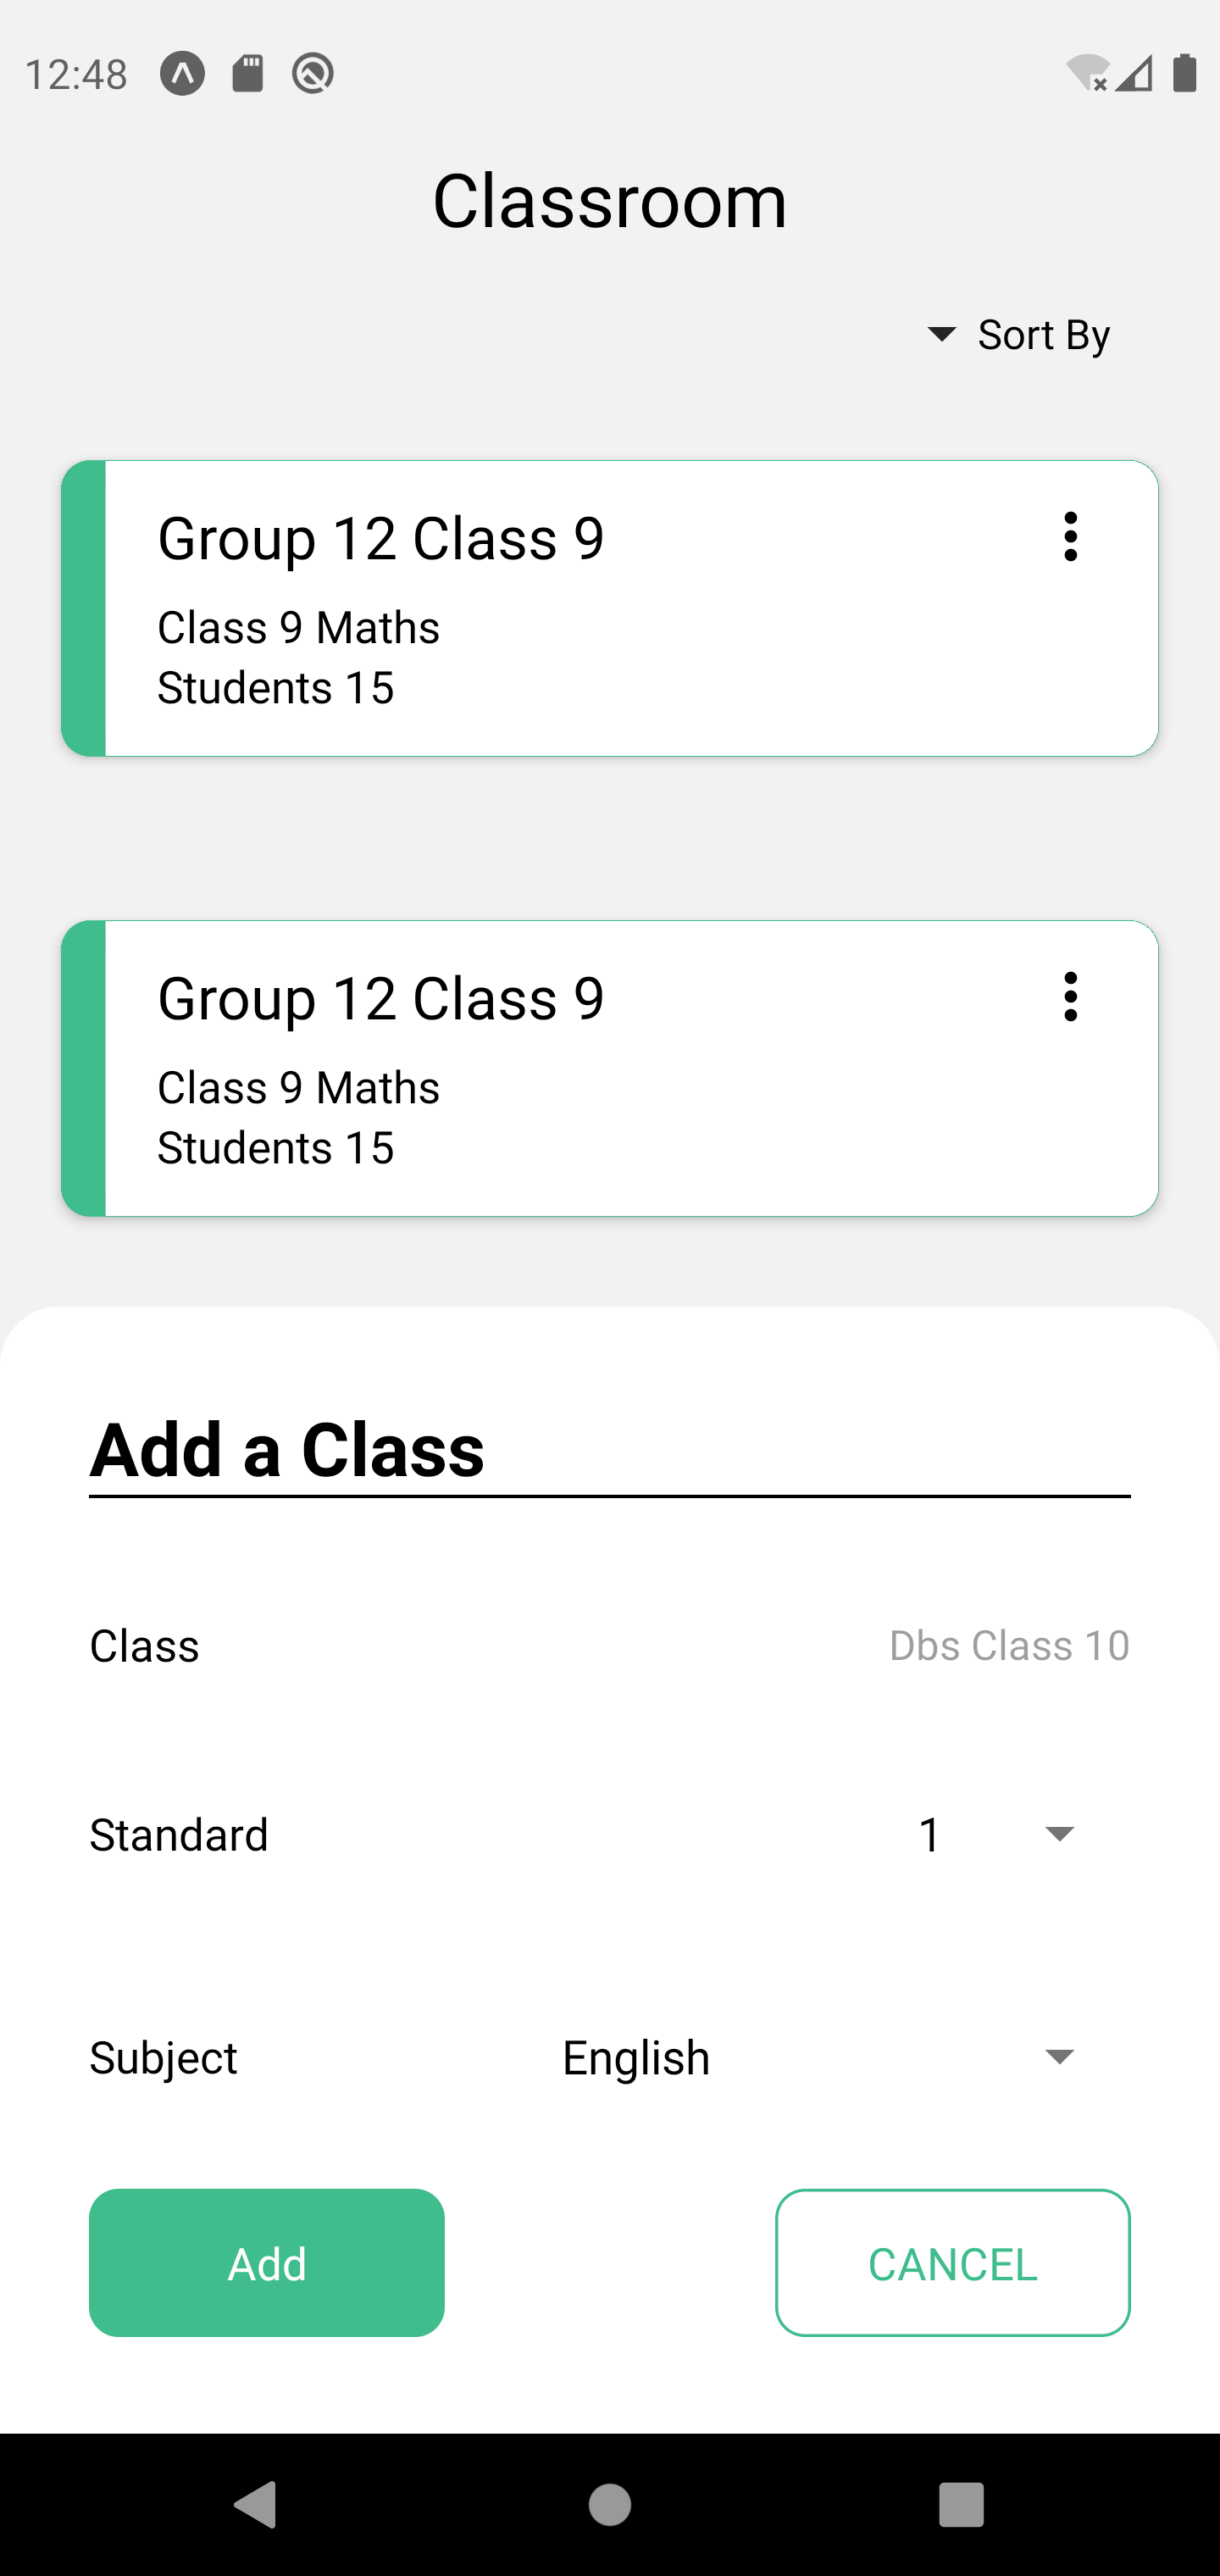 12:48
Classroom
Sort By
Group 12 Class 9
Class 9 Maths
Students 15
Group 12 Class 9
Class 9 Maths
Students 15
Add a Class
Class Dbs Class 10
Standard 1
Subject English
Add CANCEL